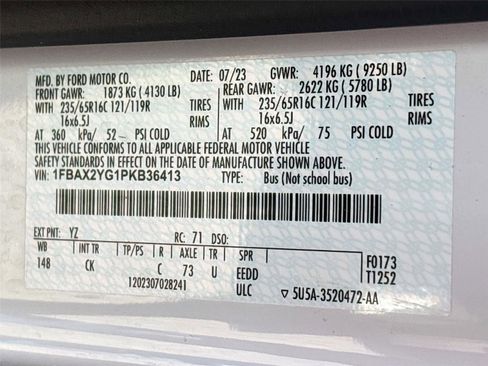 MFD. BY FORD MOTOR CO. 07/23 GVWR: 4196 KG ( 9250 LB)
FRONT GAWR: 1873 KG ( 4130 LB) REAR GAWR: 2622 KG ( 5780 LB)
WITH 235/65R16C 121/119R TIRES WITH 235/65R16C 121/119R TIRES
16x6.5J RIMS 16x6.5J RIMS
AT 360 kPa/ 52 PSI COLD AT 520 kPa/ 75 PSI COLD
THIS VEHICLE CONFORMS TO ALL APPLICABLE FEDERAL MOTOR VEHICLE
SAFETY STANDARDS IN EFFECT ON THE DATE OF MANUFACTURE SHOWN ABOVE.
VIN: 1FBAX2YG1PKB36413 TYPE: Bus (Not school bus)
EXT PNT: YZ RC: 71 DSO:
WB INT TR TP/PS R AXLE TR SPR F0173
148 CK C 73 U EEDD T1252
1202307028241 ULC ▽ 5U5A-3520472-AA